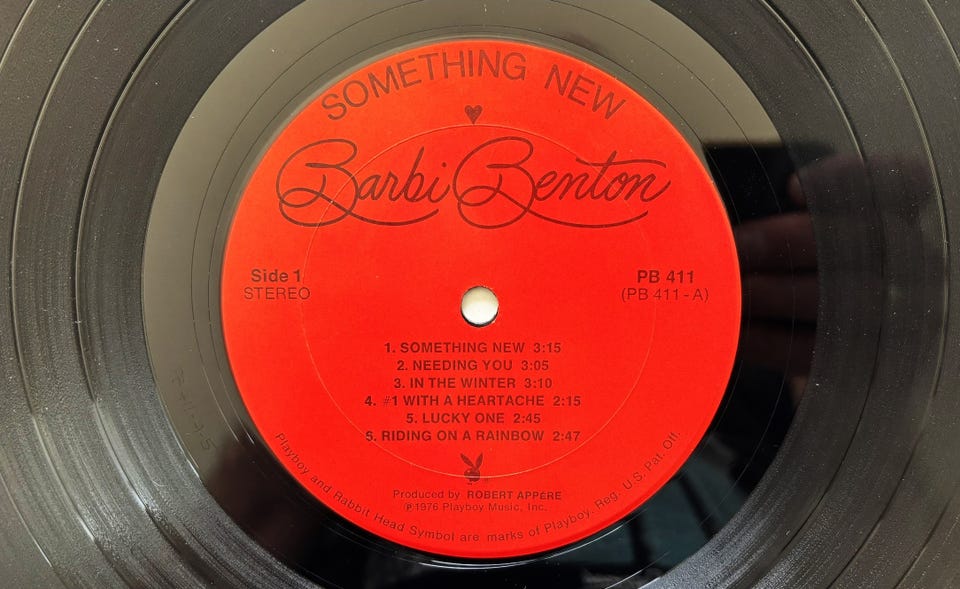 SOMETHING NEW
Barbi Benton
Side 1
STEREO
PB 411
(PB 411-A)
1. SOMETHING NEW 3:15
2. NEEDING YOU 3:05
3. IN THE WINTER 3:10
4. #1 WITH A HEARTACHE 2:15
5. LUCKY ONE 2:45
S. RIDING ON A RAINBOW 2:47
Produced by ROBERT APPÉRE
℗1976 Playboy Music, Inc.
Playboy and Rabbit Head Symbol are marks of Playboy. Reg. U.S. Pat. Off.